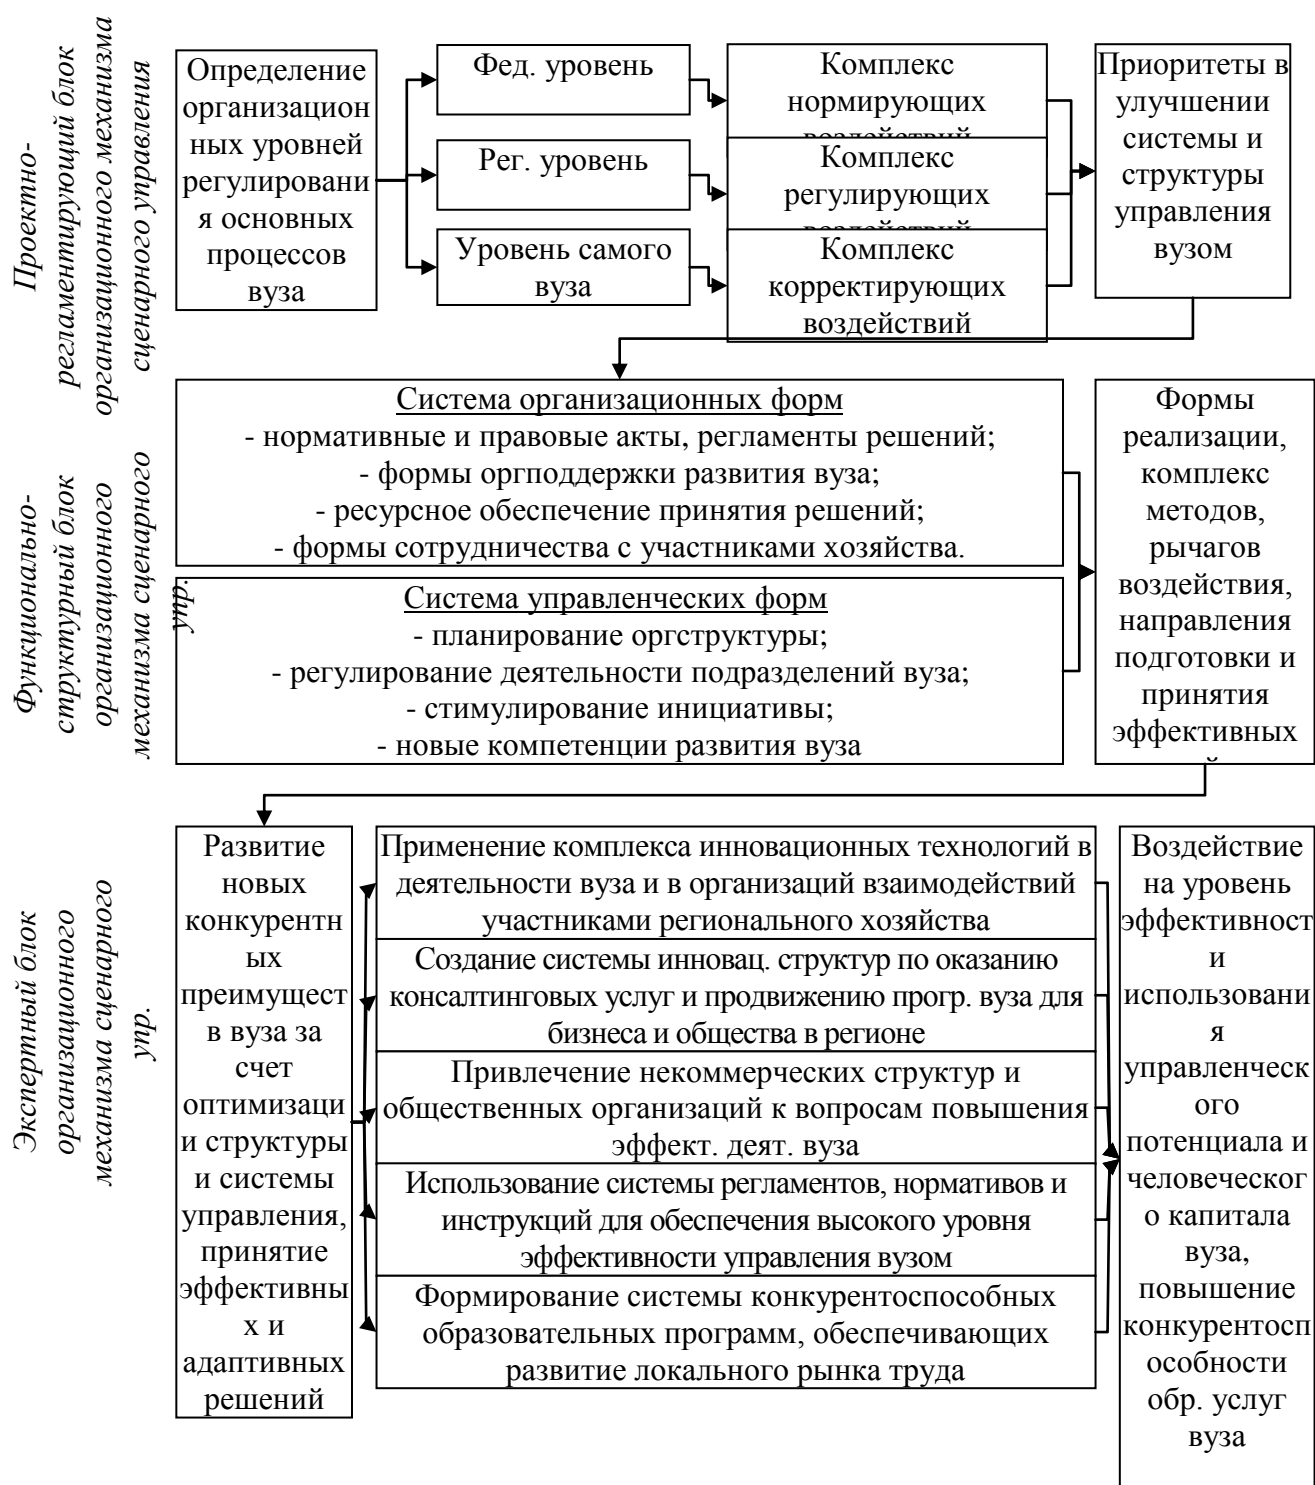 Проектно-
регламентирующий блок
организационного механизма
сценарного управления
Определение
организацион
ных уровней
регулировани
я основных
процессов
вуза
Фед. уровень
Рег. уровень
Уровень самого
вуза
Комплекс
нормирующих
Комплекс
регулирующих
Комплекс
корректирующих
воздействий
Приоритеты в
улучшении
системы и
структуры
управления
вузом
Функционально-
структурный блок
организационного
механизма сценарного
упр.
Система организационных форм
- нормативные и правовые акты, регламенты решений;
- формы оргподдержки развития вуза;
- ресурсное обеспечение принятия решений;
- формы сотрудничества с участниками хозяйства.
Система управленческих форм
- планирование оргструктуры;
- регулирование деятельности подразделений вуза;
- стимулирование инициативы;
- новые компетенции развития вуза
Формы
реализации,
комплекс
методов,
рычагов
воздействия,
направления
подготовки и
принятия
эффективных
Экспертный блок
организационного
механизма сценарного
упр.
Развитие
новых
конкурентн
ых
преимущест
в вуза за
счет
оптимизаци
и структуры
и системы
управления,
принятие
эффективны
х и
адаптивных
решений
Применение комплекса инновационных технологий в
деятельности вуза и в организаций взаимодействий
участниками регионального хозяйства
Создание системы инновац. структур по оказанию
консалтинговых услуг и продвижению прогр. вуза для
бизнеса и общества в регионе
Привлечение некоммерческих структур и
общественных организаций к вопросам повышения
эффект. деят. вуза
Использование системы регламентов, нормативов и
инструкций для обеспечения высокого уровня
эффективности управления вузом
Формирование системы конкурентоспособных
образовательных программ, обеспечивающих
развитие локального рынка труда
Воздействие
на уровень
эффективност
и
использовани
я
управленческ
ого
потенциала и
человеческог
о капитала
вуза,
повышение
конкурентосп
особности
обр. услуг
вуза